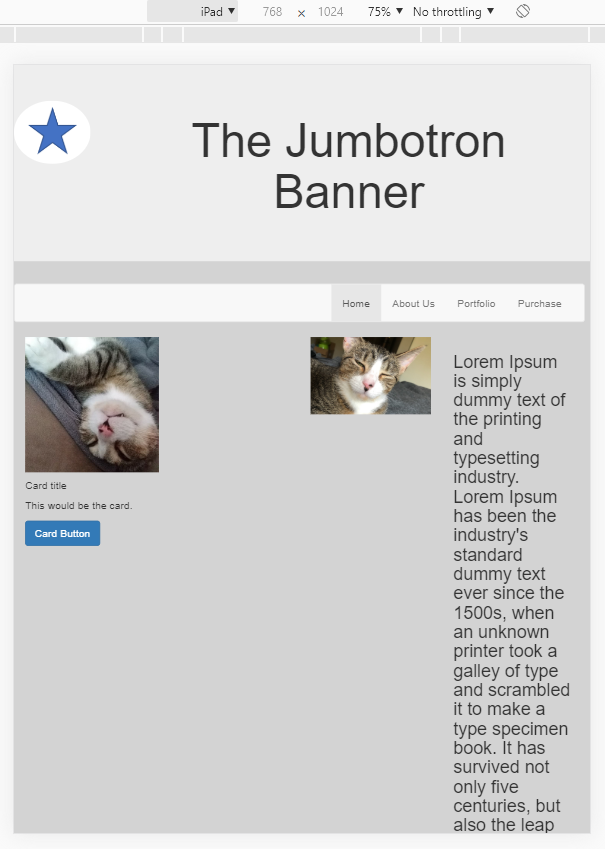 iPad ▼ 768 × 1024 75% ▼ No throttling ▼
The Jumbotron
Banner
Home About Us Portfolio Purchase
Card title
This would be the card.
Card Button
Lorem Ipsum
is simply
dummy text of
the printing
and
typesetting
industry.
Lorem Ipsum
has been the
industry's
standard
dummy text
ever since the
1500s, when
an unknown
printer took a
galley of type
and scrambled
it to make a
type specimen
book. It has
survived not
only five
centuries, but
also the leap